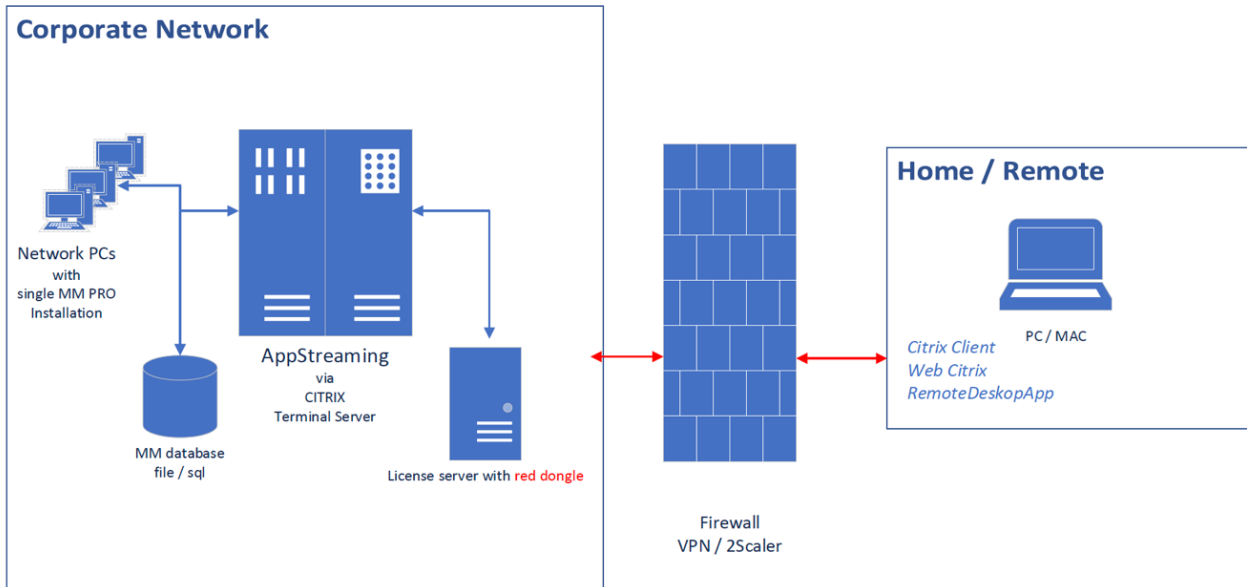 Corporate Network
Network PCs
with
single MM PRO
Installation
AppStreaming
via
CITRIX
Terminal Server
MM database
file / sql
License server with red dongle
Firewall
VPN / 2Scaler
Home / Remote
PC / MAC
Citrix Client
Web Citrix
RemoteDeskopApp